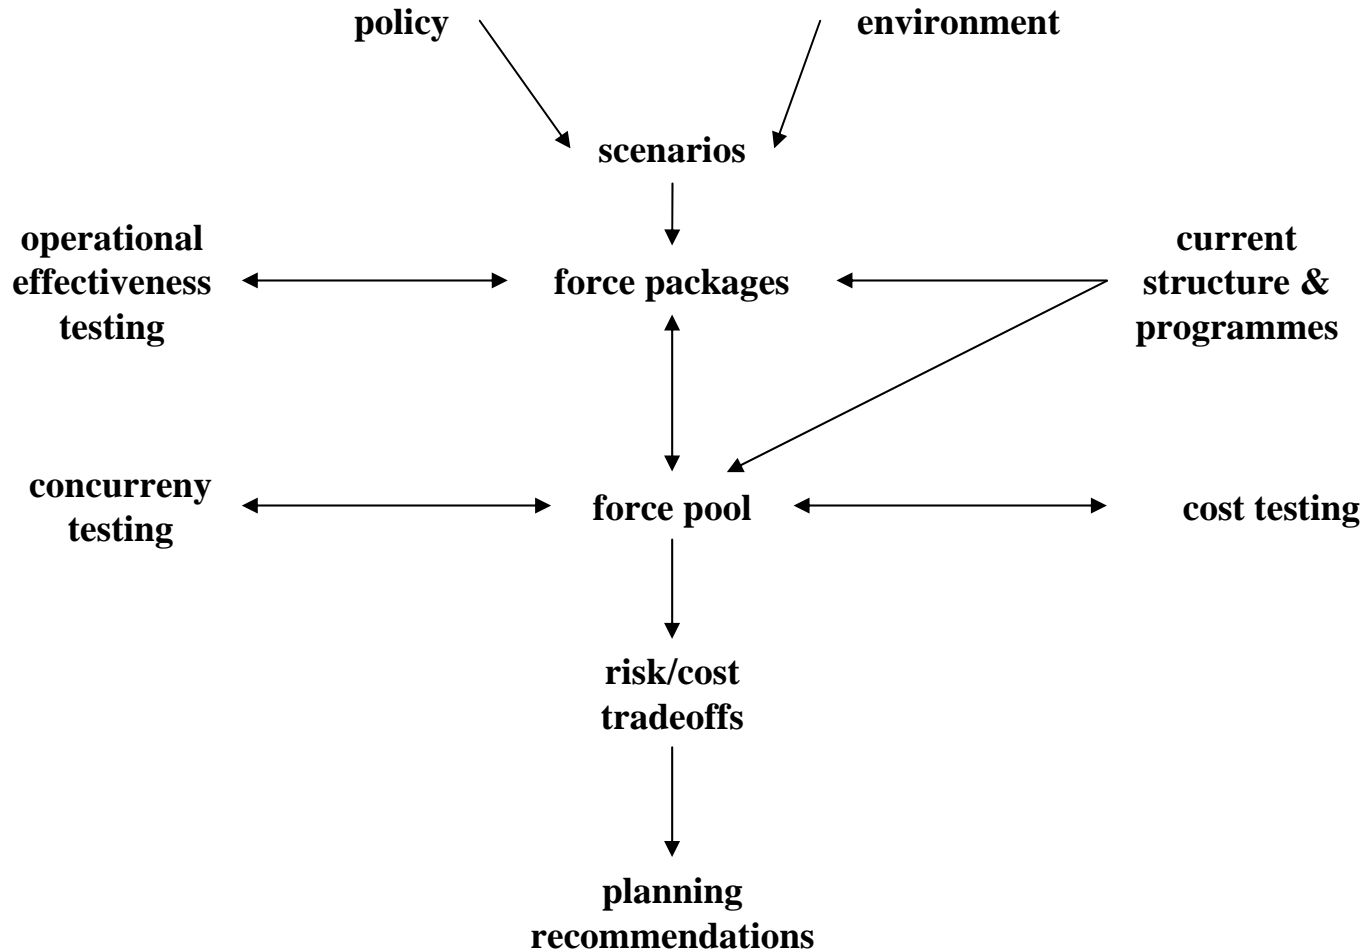 policy
environment
scenarios
operational
effectiveness
testing
force packages
current
structure &
programmes
concurreny
testing
force pool
cost testing
risk/cost
tradeoffs
planning
recommendations